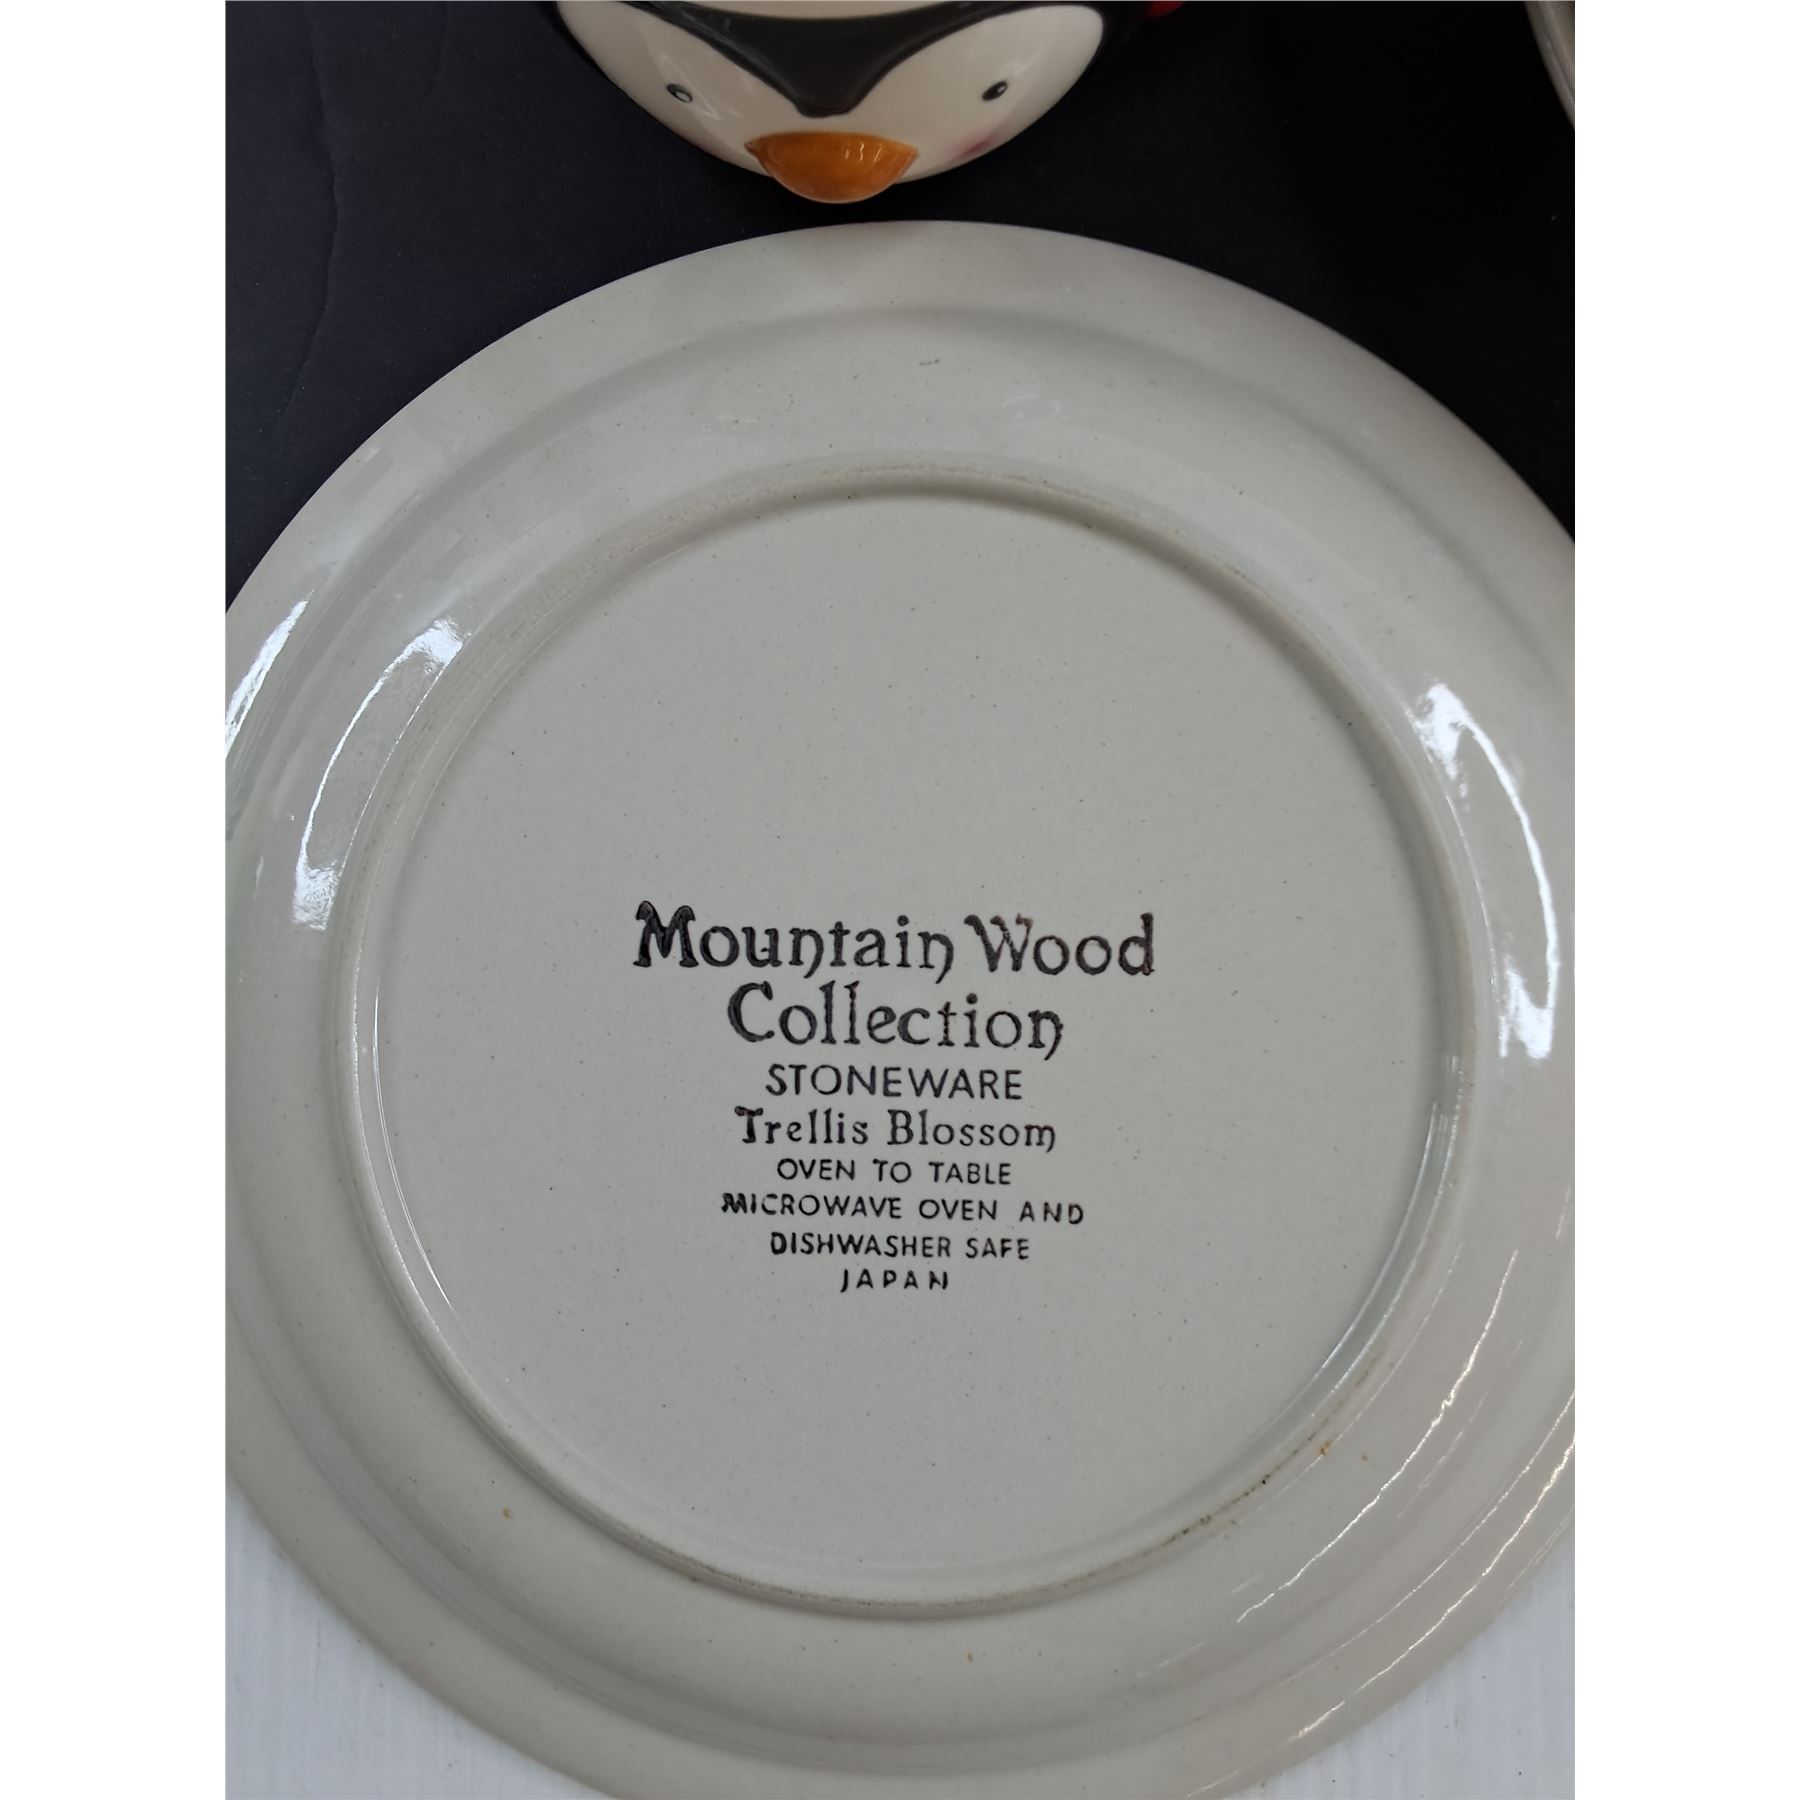 Mountain Wood
Collection
STONEWARE
Trellis Blossom
OVEN TO TABLE
MICROWAVE OVEN AND
DISHWASHER SAFE
JAPAN